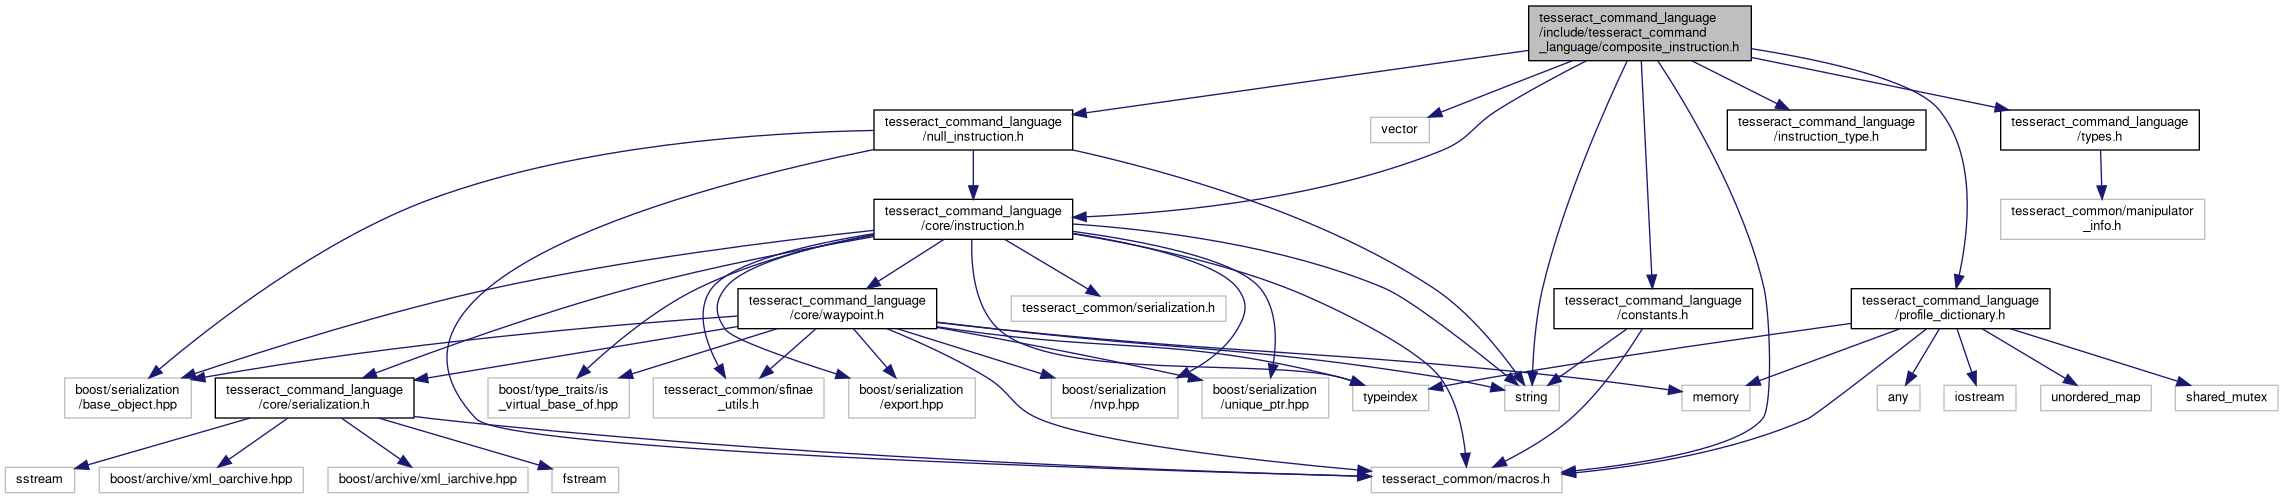 tesseract_command_language
/include/tesseract_command
_language/composite_instruction.h
tesseract_command_language
/null_instruction.h
vector
tesseract_command_language
/instruction_type.h
tesseract_command_language
/types.h
tesseract_command_language
/core/instruction.h
tesseract_common/manipulator
_info.h
tesseract_command_language
/core/waypoint.h
tesseract_common/serialization.h
tesseract_command_language
/constants.h
tesseract_command_language
/profile_dictionary.h
boost/serialization
/base_object.hpp
tesseract_command_language
/core/serialization.h
boost/type_traits/is
_virtual_base_of.hpp
tesseract_common/sfinae
_utils.h
boost/serialization
/export.hpp
boost/serialization
/nvp.hpp
boost/serialization
/unique_ptr.hpp
typeindex
string
memory
any
iostream
unordered_map
shared_mutex
sstream
boost/archive/xml_oarchive.hpp
boost/archive/xml_iarchive.hpp
fstream
tesseract_common/macros.h